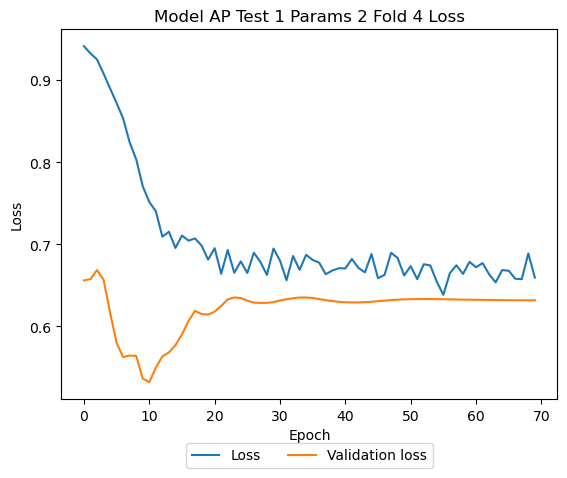 Model AP Test 1 Params 2 Fold 4 Loss
Loss
0.9
0.8
0.7
0.6
0 10 20 30 40 50 60 70
Epoch
Loss Validation loss